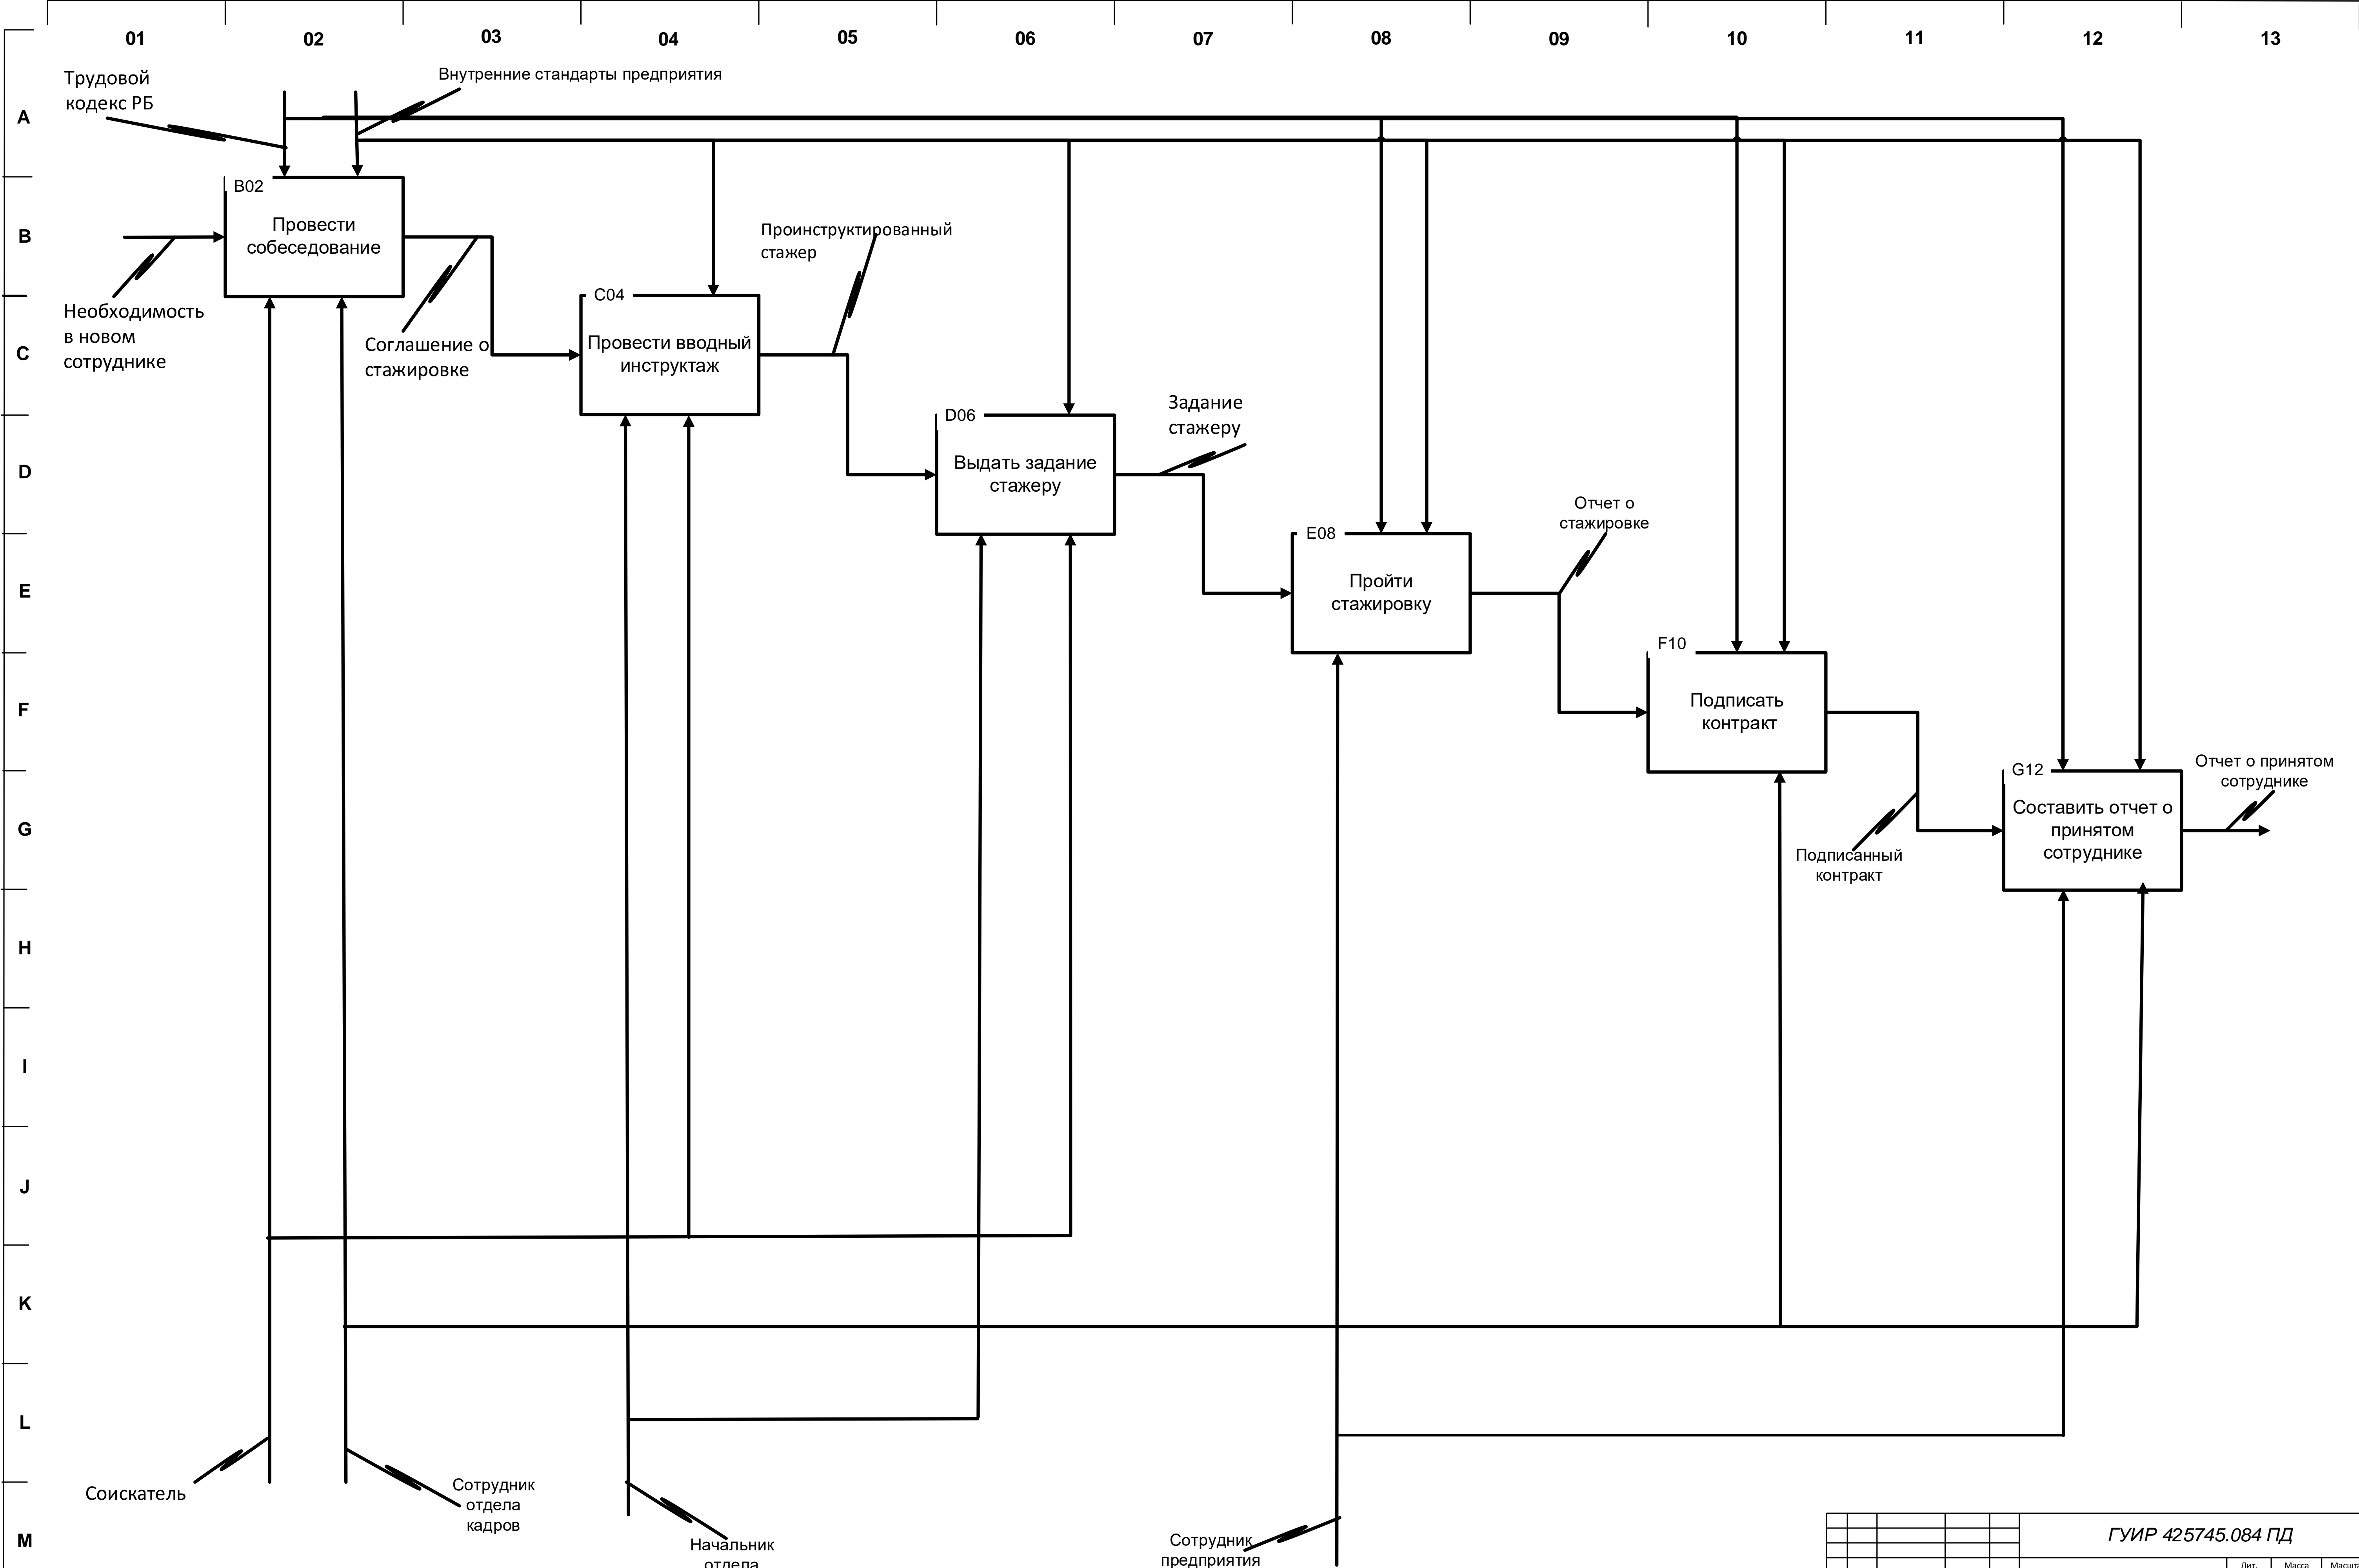 01 02 03 04 05 06 07 08 09 10 11 12 13
Трудовой
кодекс РБ
Внутренние стандарты предприятия
A
B02
Провести
собеседование
B
Проинструктированный
стажер
Необходимость
в новом
сотруднике
Соглашение о
стажировке
C04
Провести вводный
инструктаж
C
Задание
стажеру
D06
Выдать задание
стажеру
D
Отчет о
стажировке
E08
Пройти
стажировку
E
F10
Подписать
контракт
F
Отчет о принятом
сотруднике
G12
Составить отчет о
принятом
сотруднике
G
Подписанный
контракт
H
I
J
K
L
Соискатель
Сотрудник
отдела
кадров
M
Начальник
отдела
Сотрудник
предприятия
ГУИР 425745.084 ПД
Лит. Масса